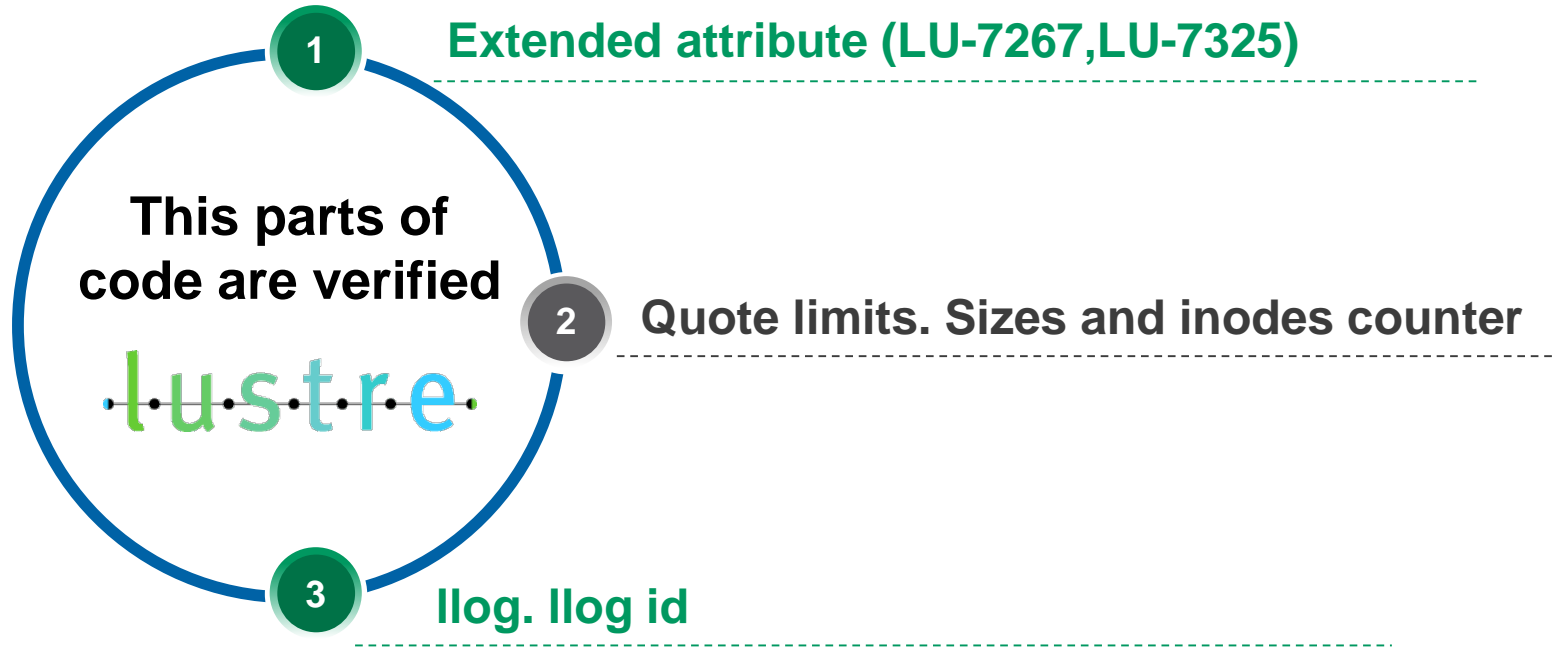 1
Extended attribute (LU-7267,LU-7325)
This parts of
code are verified
lustre
2
Quote limits. Sizes and inodes counter
3
llog. llog id